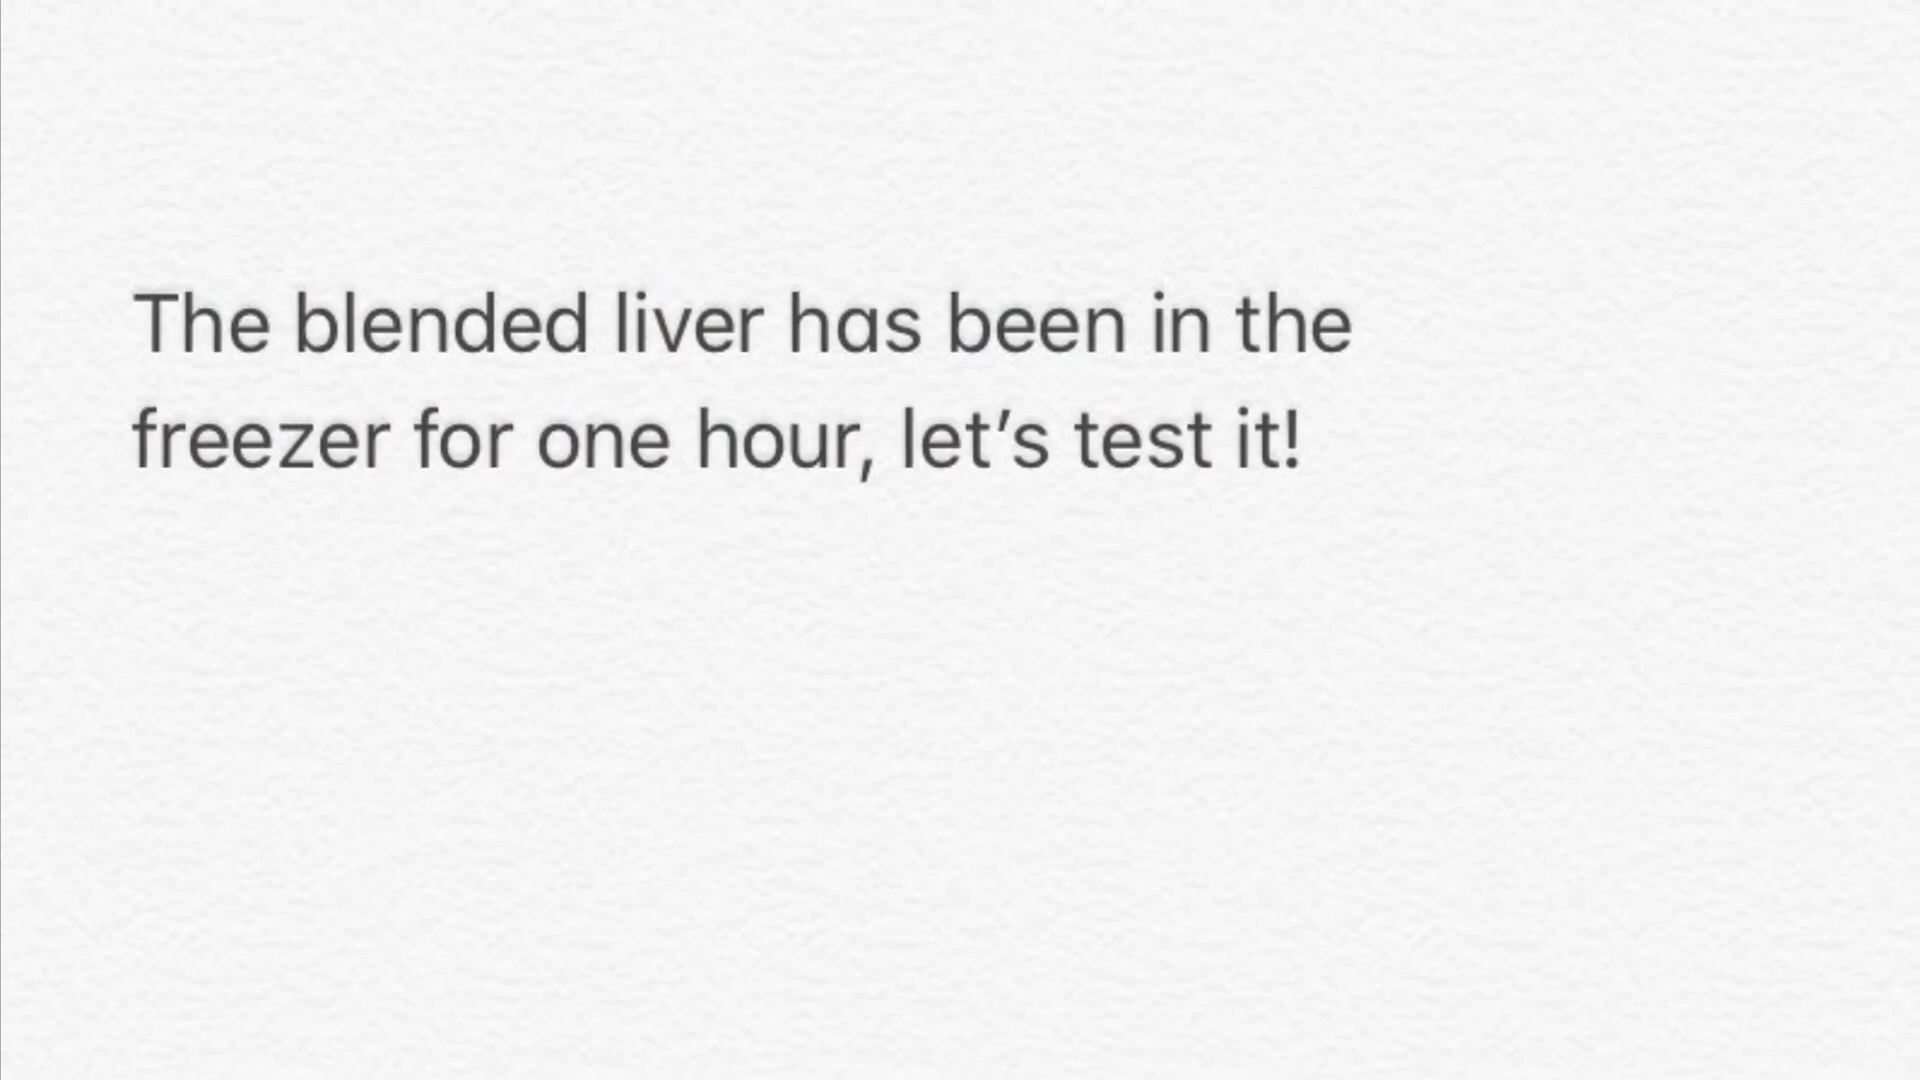 The blended liver has been in the
freezer for one hour, let’s test it!